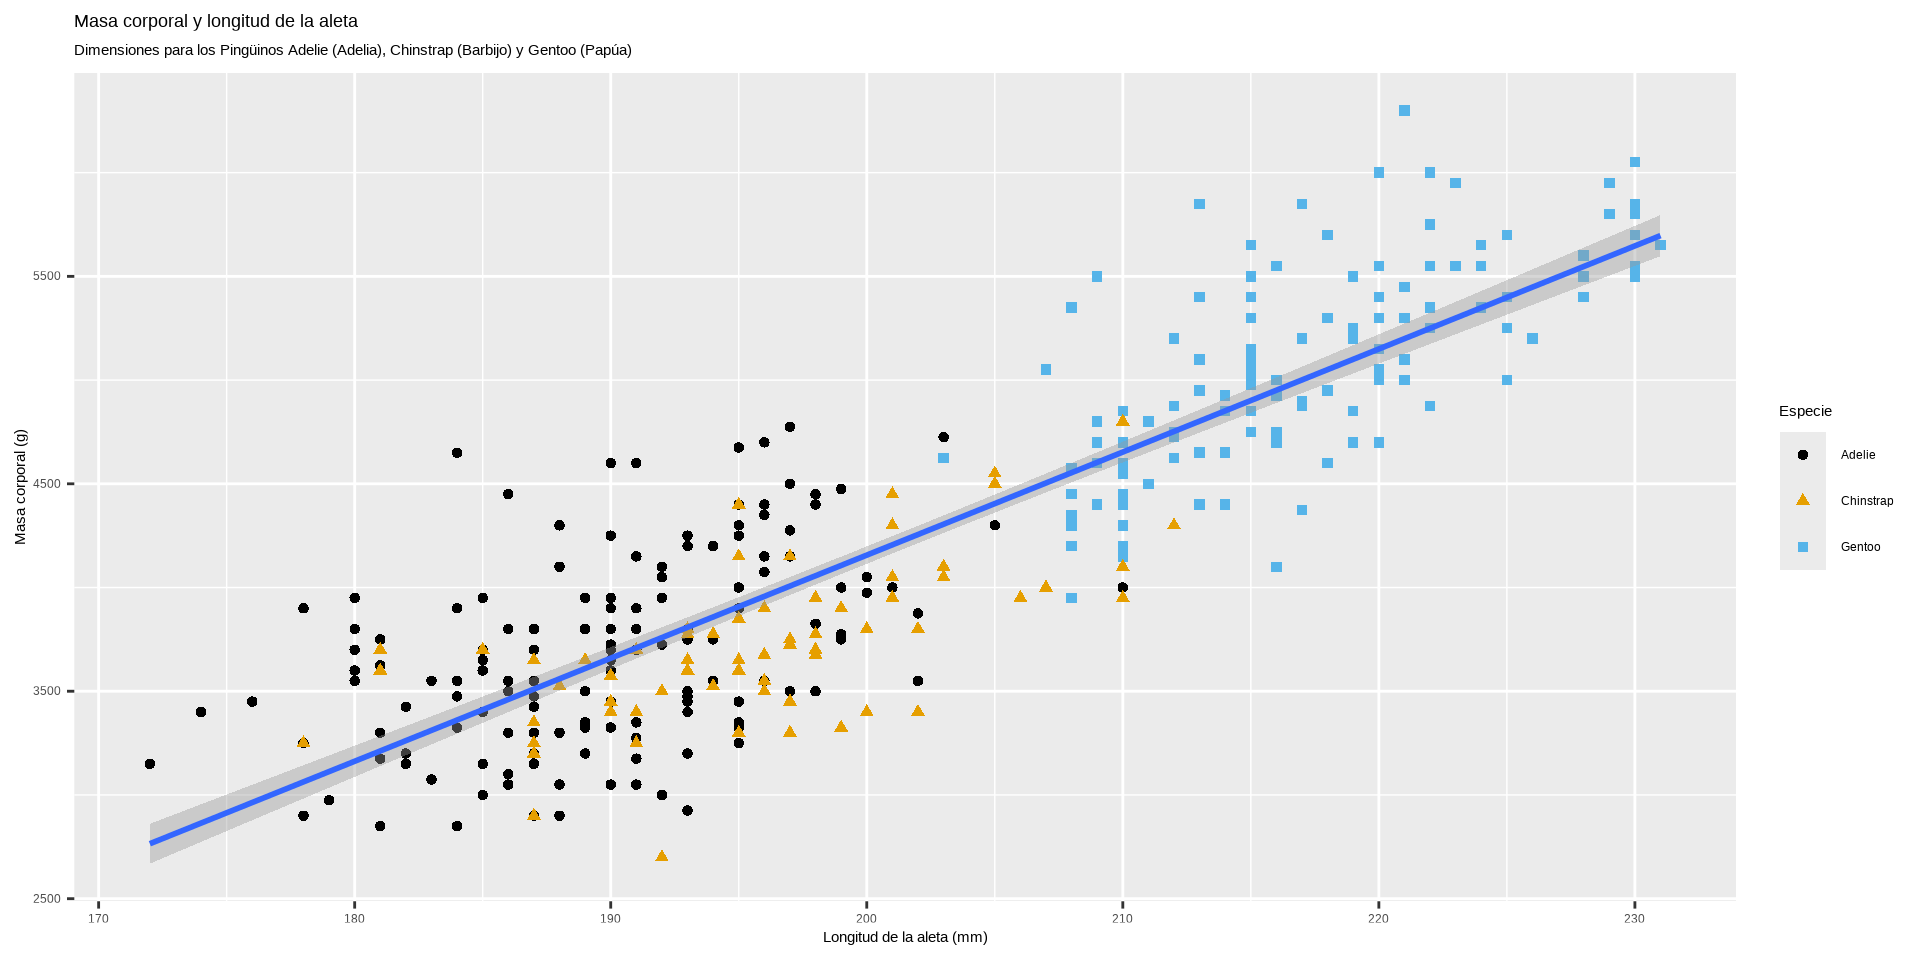 Masa corporal y longitud de la aleta
Dimensiones para los Pingüinos Adelie (Adelia), Chinstrap (Barbijo) y Gentoo (Papúa)
Masa corporal (g)
5500
4500
3500
2500
170 180 190 200 210 220 230
Longitud de la aleta (mm)
Especie
Adelie
Chinstrap
Gentoo